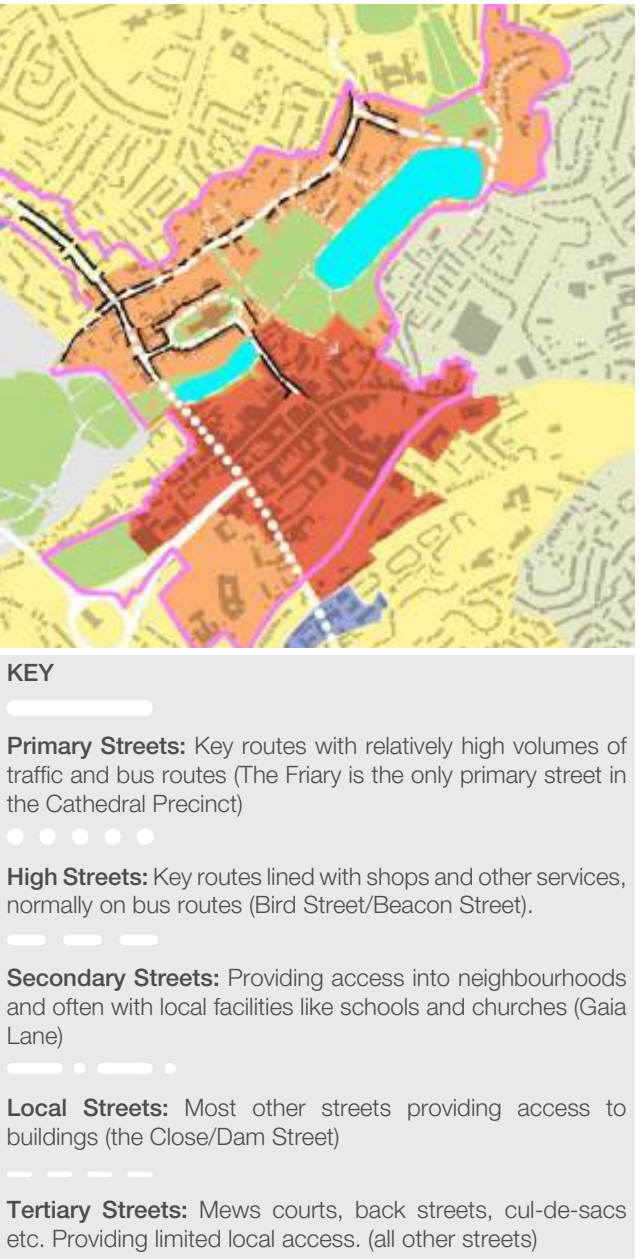 KEY
Primary Streets: Key routes with relatively high volumes of
traffic and bus routes (The Friary is the only primary street in
the Cathedral Precinct)
High Streets: Key routes lined with shops and other services,
normally on bus routes (Bird Street/Beacon Street).
Secondary Streets: Providing access into neighbourhoods
and often with local facilities like schools and churches (Gaia
Lane)
Local Streets: Most other streets providing access to
buildings (the Close/Dam Street)
Tertiary Streets: Mews courts, back streets, cul-de-sacs
etc. Providing limited local access. (all other streets)